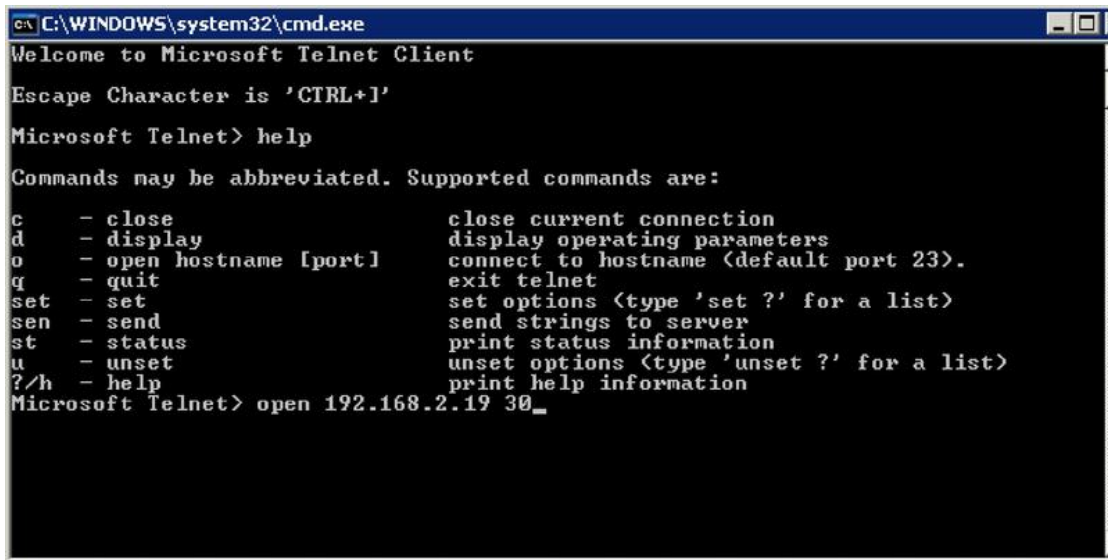 C:\WINDOWS\system32\cmd.exe
Welcome to Microsoft Telnet Client
Escape Character is 'CTRL+]'
Microsoft Telnet> help
Commands may be abbreviated. Supported commands are:
c    - close                    close current connection
d    - display                  display operating parameters
o    - open hostname [port]     connect to hostname (default port 23).
q    - quit                     exit telnet
set  - set                      set options (type 'set ?' for a list)
sen  - send                     send strings to server
st   - status                   print status information
u    - unset                    unset options (type 'unset ?' for a list)
?/h  - help                     print help information
Microsoft Telnet> open 192.168.2.19 30_